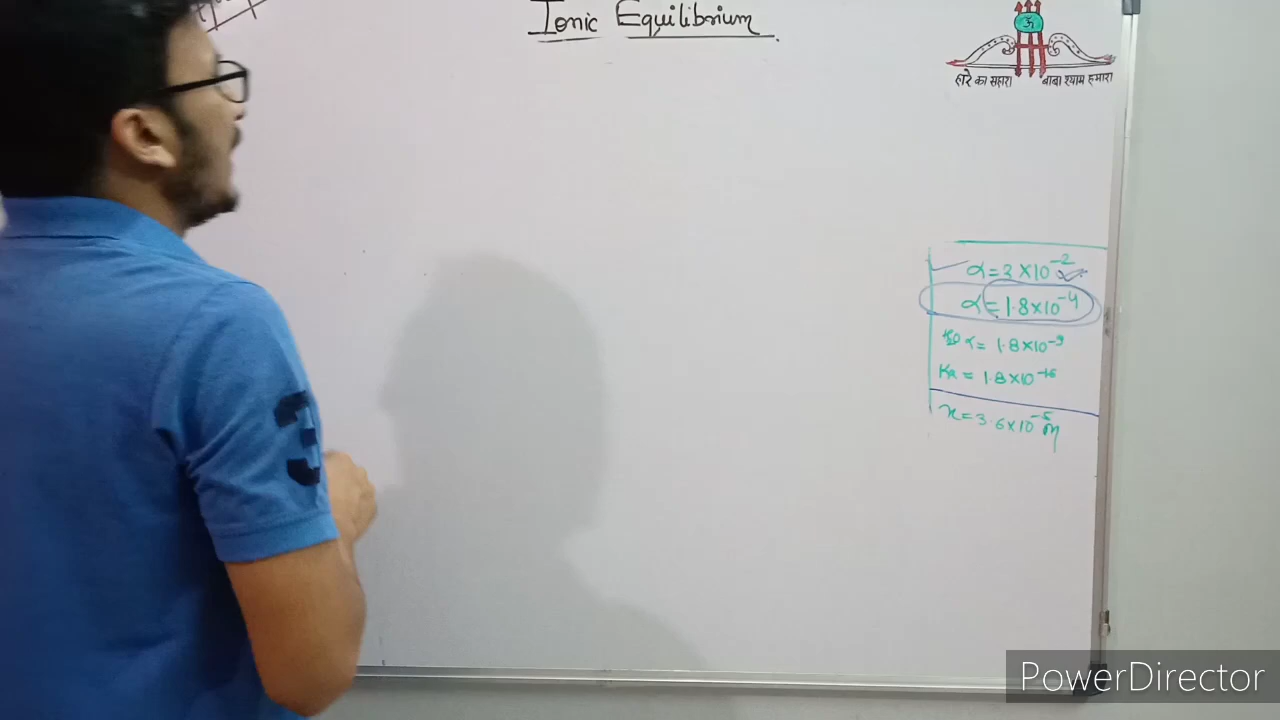 Ionic Equilibrium
ॐ
हारे का सहारा बाबा श्याम हमारा
α = 3 × 10⁻²
α = 1.8 × 10⁻⁴
α = 1.8 × 10⁻⁹
Ka = 1.8 × 10⁻¹⁶
x = 3.6 × 10⁻⁵ M
3
PowerDirector